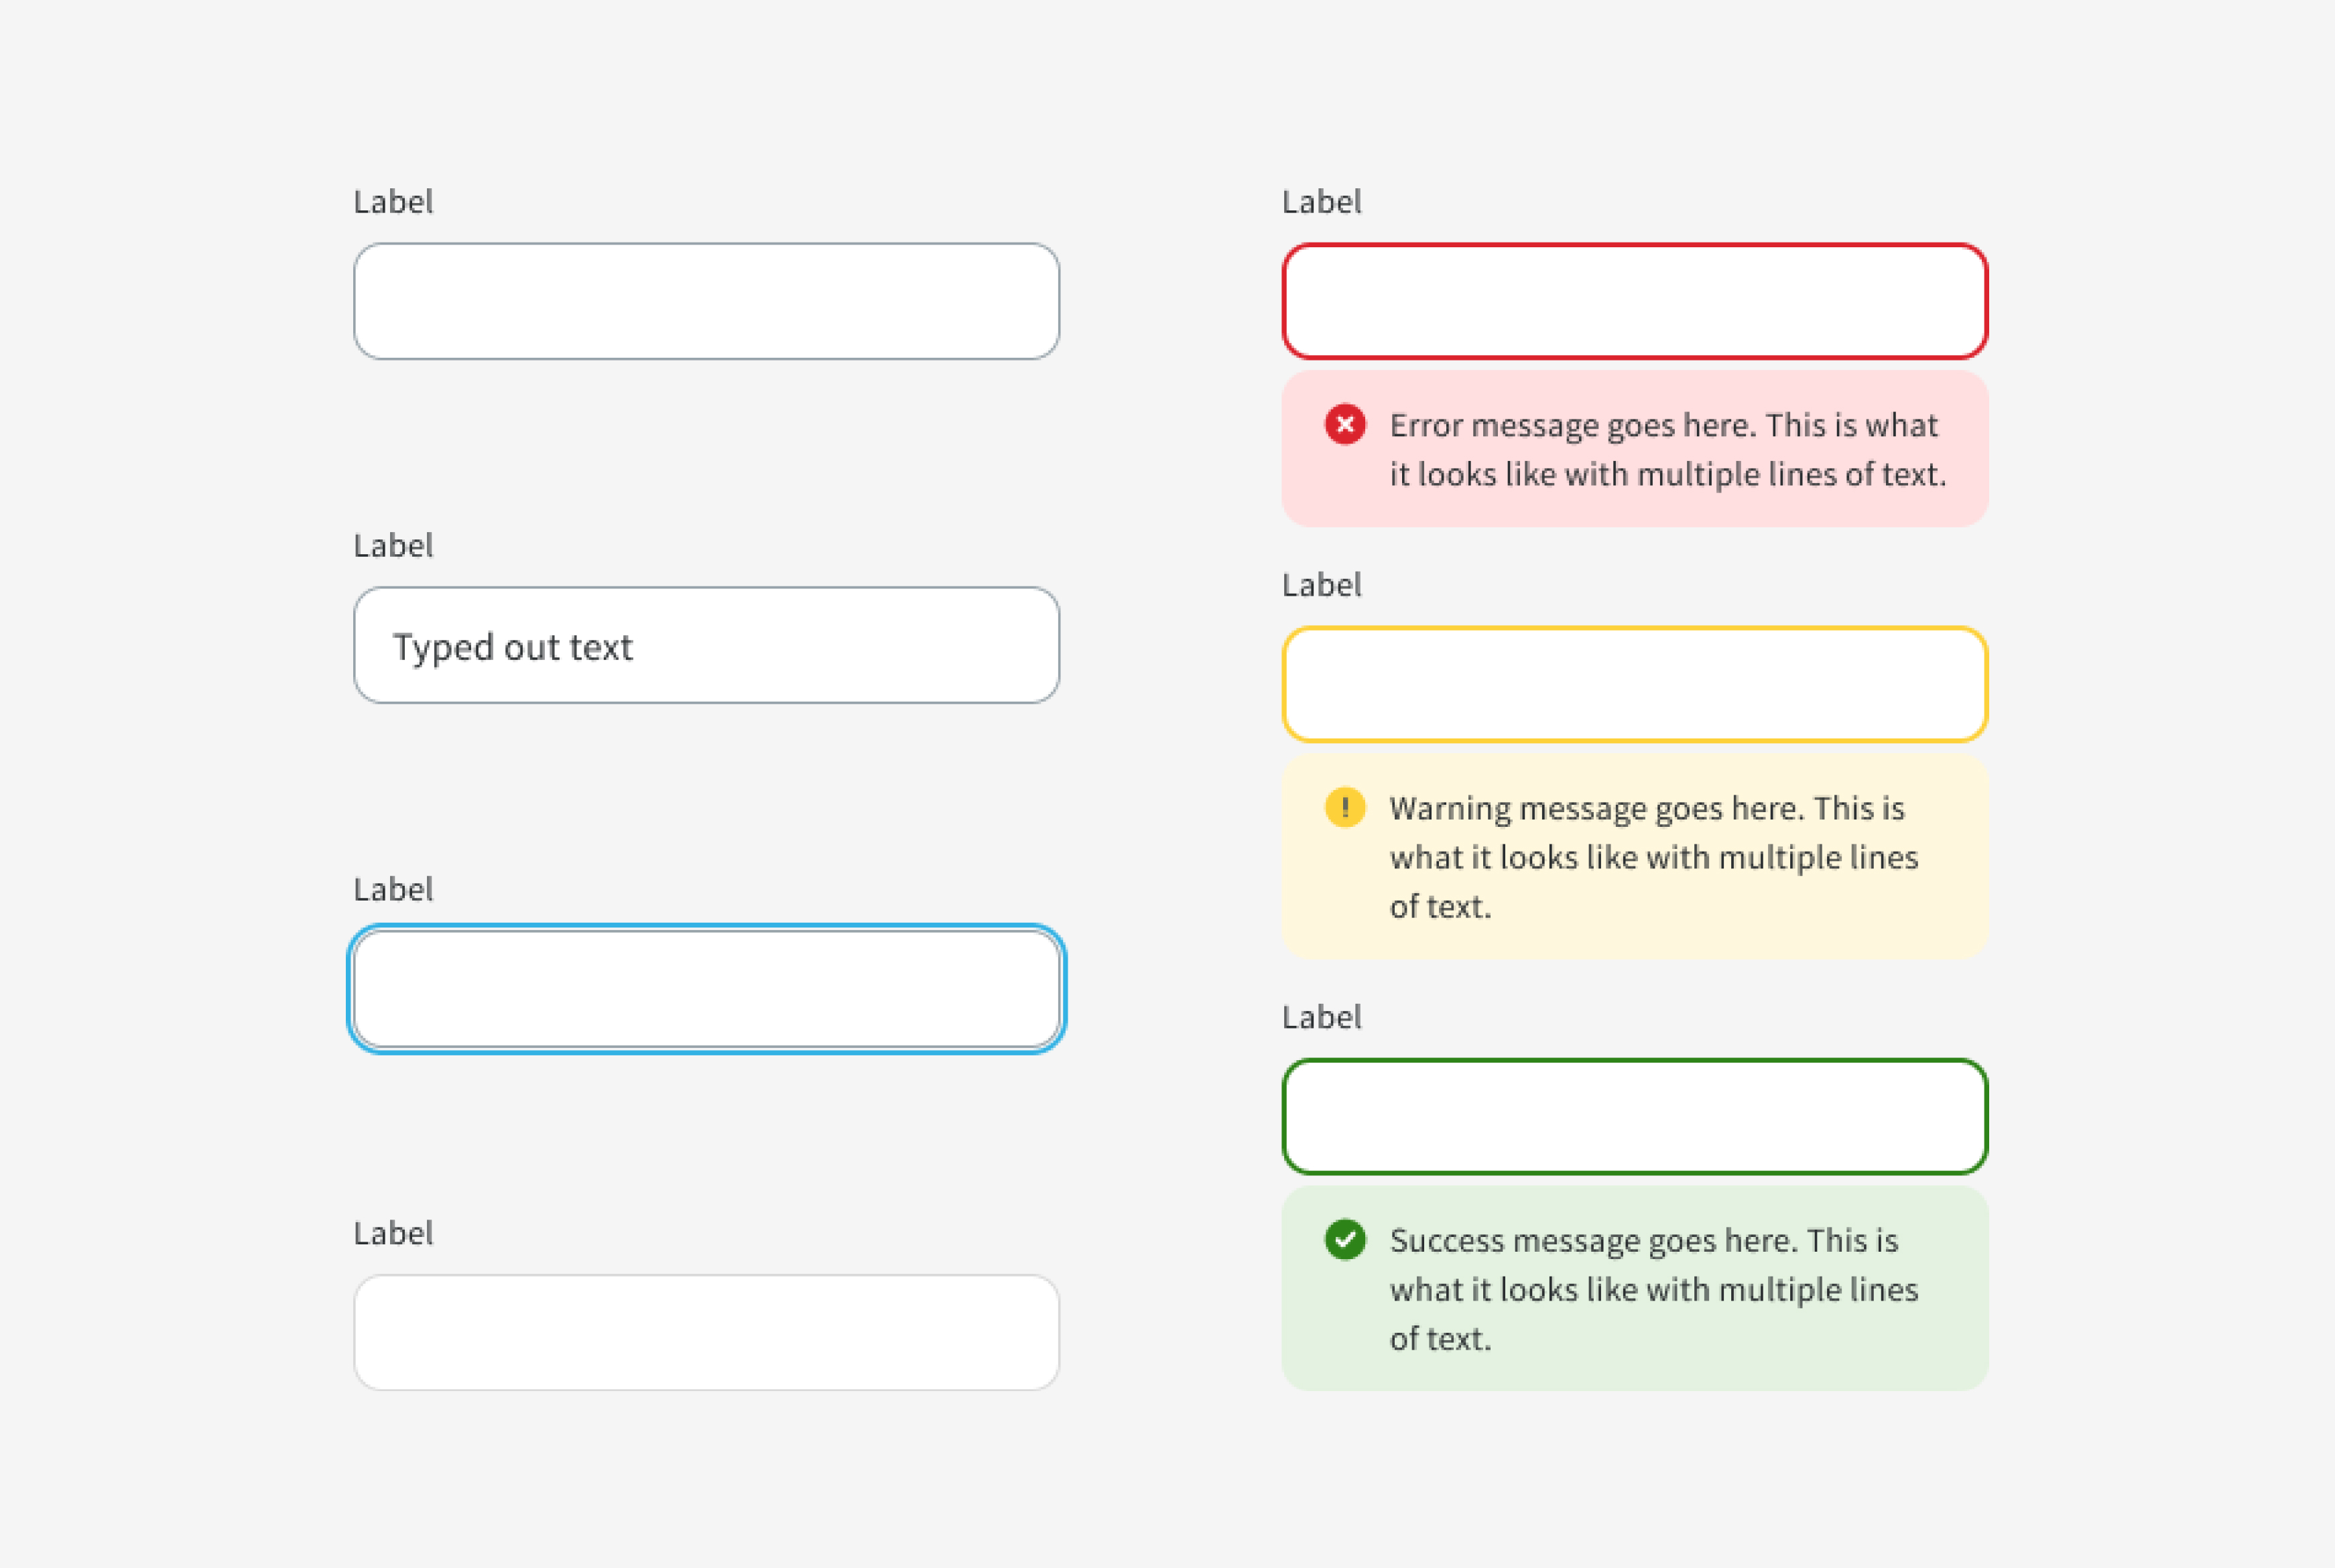 Label
Label
Typed out text
Label
Label
Label
Error message goes here. This is what
it looks like with multiple lines of text.
Label
Warning message goes here. This is
what it looks like with multiple lines
of text.
Label
Success message goes here. This is
what it looks like with multiple lines
of text.